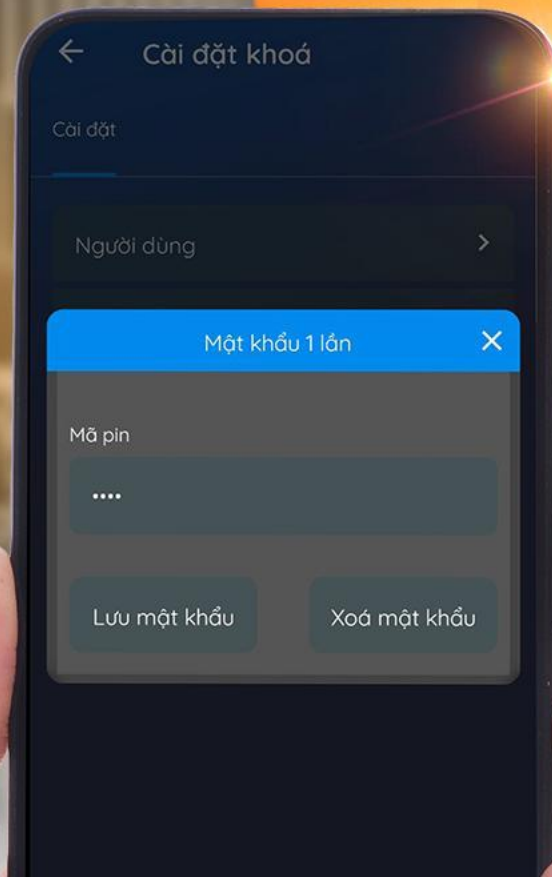 Cài đặt khoá
Cài đặt
Người dùng
Mật khẩu 1 lần
Mã pin
••••
Lưu mật khẩu
Xoá mật khẩu